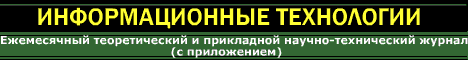 ИНФОРМАЦИОННЫЕ ТЕХНОЛОГИИ
Ежемесячный теоретический и прикладной научно-технический журнал
(с приложением)